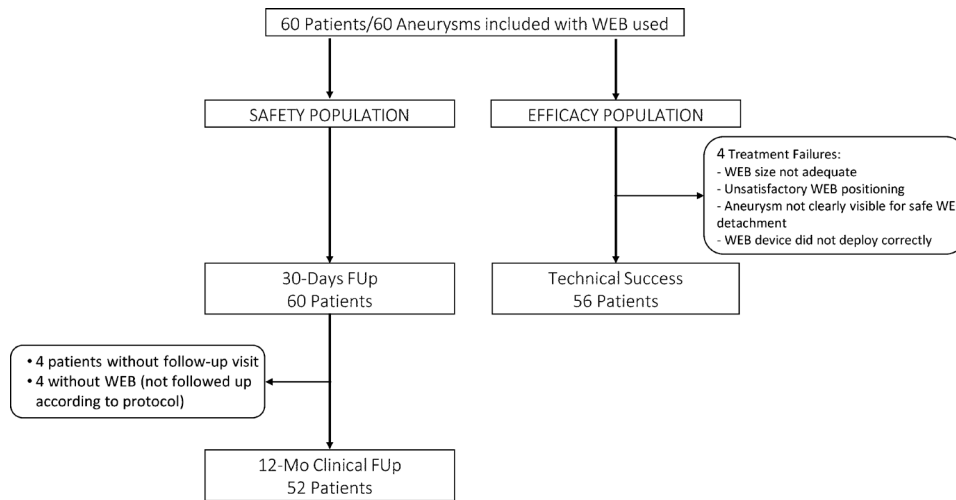 60 Patients/60 Aneurysms included with WEB used
SAFETY POPULATION
EFFICACY POPULATION
4 Treatment Failures:
- WEB size not adequate
- Unsatisfactory WEB positioning
- Aneurysm not clearly visible for safe WE
detachment
- WEB device did not deploy correctly
30-Days FUp
60 Patients
Technical Success
56 Patients
• 4 patients without follow-up visit
• 4 without WEB (not followed up
according to protocol)
12-Mo Clinical FUp
52 Patients